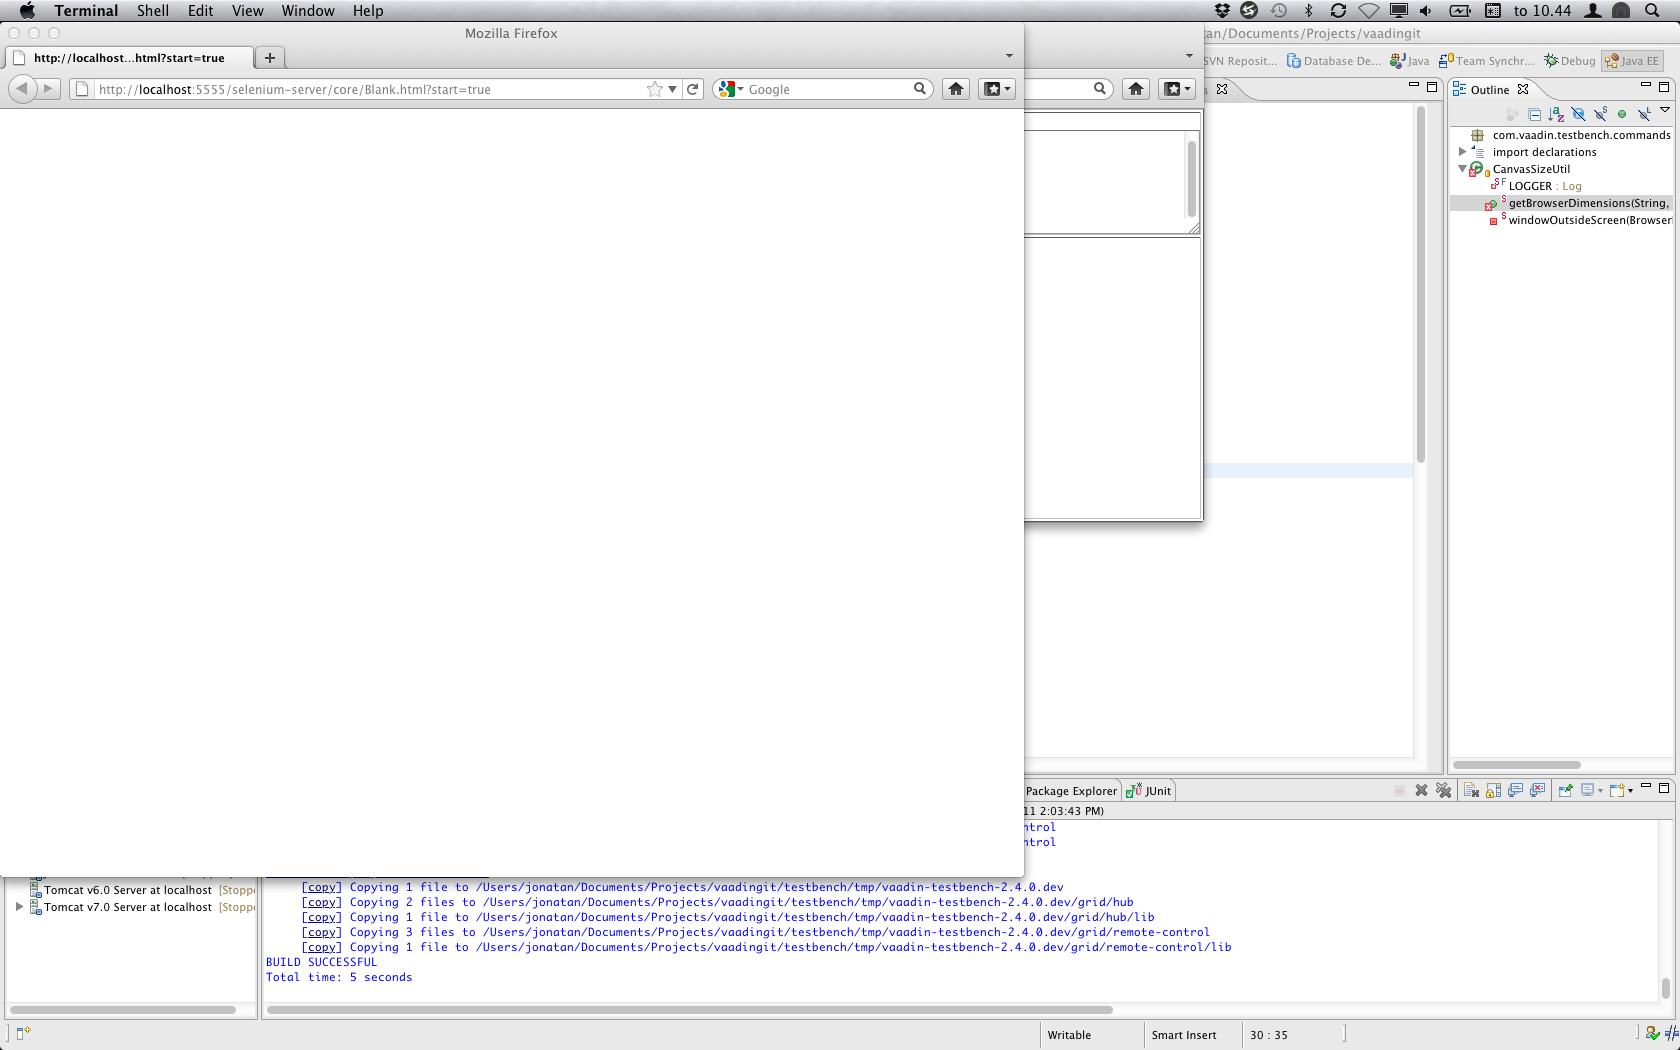 Terminal Shell Edit View Window Help to 10.44
Mozilla Firefox
an/Documents/Projects/vaadingit
http://localhost...html?start=true
SVN Reposit... Database De... Java Team Synchr... Debug Java EE
http://localhost:5555/selenium-server/core/Blank.html?start=true Google
Outline
com.vaadin.testbench.commands
import declarations
CanvasSizeUtil
LOGGER : Log
getBrowserDimensions(String,
windowOutsideScreen(Browser
Package Explorer JUnit
11 2:03:43 PM)
ntrol
ntrol
Tomcat v6.0 Server at localhost [Stoppe
Tomcat v7.0 Server at localhost [Stoppe
[copy] Copying 1 file to /Users/jonatan/Documents/Projects/vaadingit/testbench/tmp/vaadin-testbench-2.4.0.dev
[copy] Copying 2 files to /Users/jonatan/Documents/Projects/vaadingit/testbench/tmp/vaadin-testbench-2.4.0.dev/grid/hub
[copy] Copying 1 file to /Users/jonatan/Documents/Projects/vaadingit/testbench/tmp/vaadin-testbench-2.4.0.dev/grid/hub/lib
[copy] Copying 3 files to /Users/jonatan/Documents/Projects/vaadingit/testbench/tmp/vaadin-testbench-2.4.0.dev/grid/remote-control
[copy] Copying 1 file to /Users/jonatan/Documents/Projects/vaadingit/testbench/tmp/vaadin-testbench-2.4.0.dev/grid/remote-control/lib
BUILD SUCCESSFUL
Total time: 5 seconds
Writable Smart Insert 30 : 35